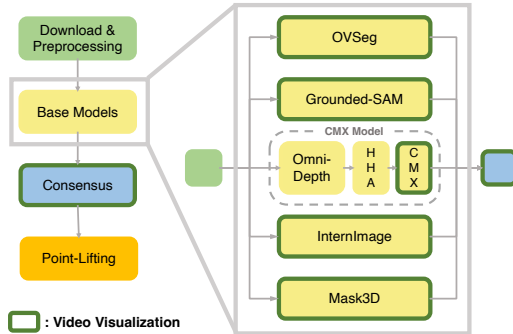 Download &
Preprocessing
Base Models
Consensus
Point-Lifting
: Video Visualization
OVSeg
Grounded-SAM
CMX Model
Omni-
Depth
H
H
A
C
M
X
InternImage
Mask3D